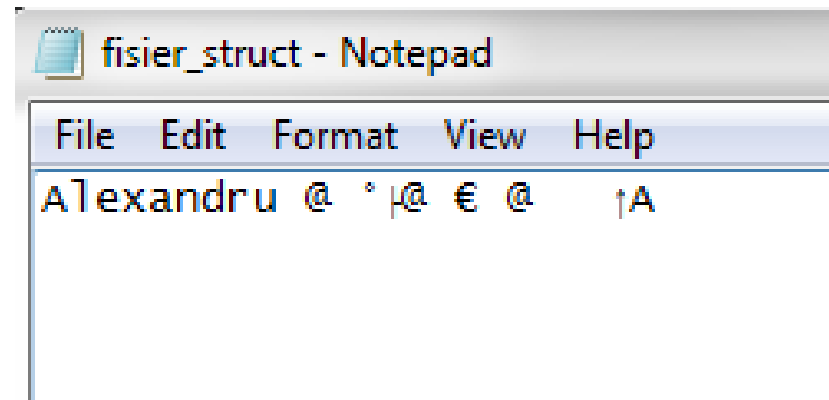 fisier_struct - Notepad
File Edit Format View Help
Alexandru @ °├@ € @ ↑A